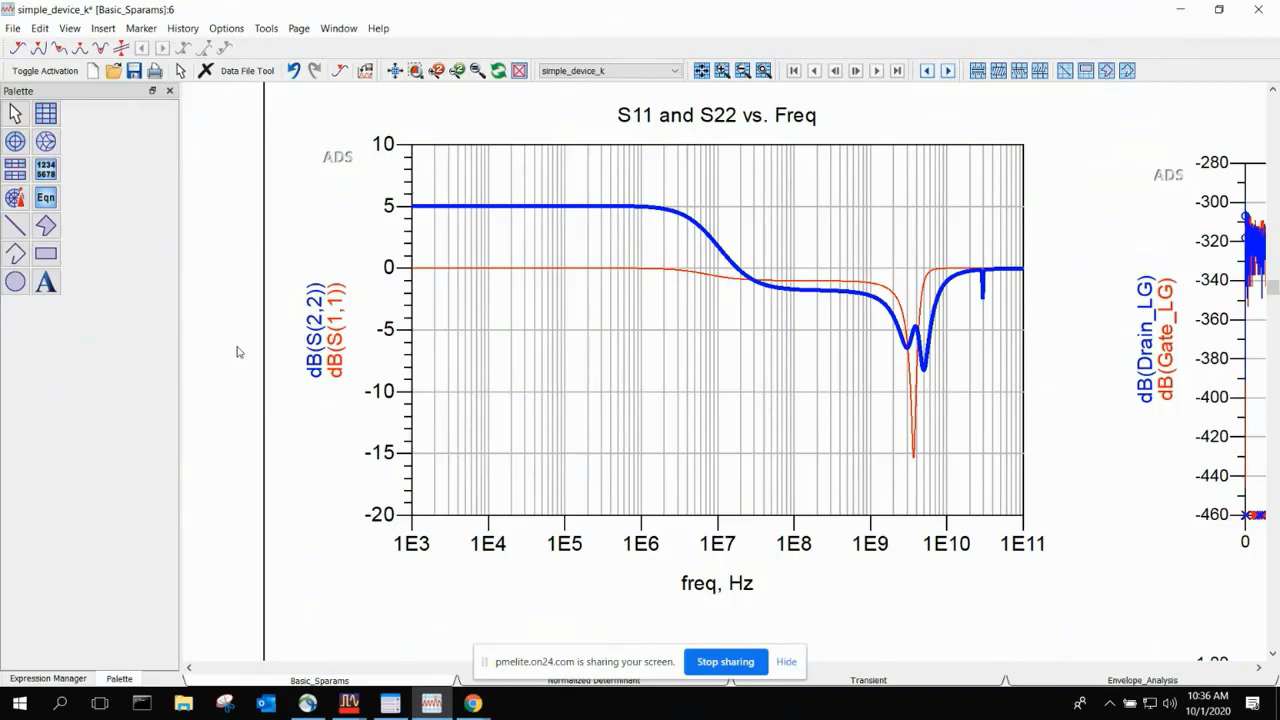 simple_device_k* [Basic_Sparams]:6
File Edit View Insert Marker History Options Tools Page Window Help
Toggle Activation Data File Tool simple_device_k
Palette
1234
5678
Eqn
S11 and S22 vs. Freq
ADS
10
5
0
-5
-10
-15
-20
dB(S(2,2))
dB(S(1,1))
1E3 1E4 1E5 1E6 1E7 1E8 1E9 1E10 1E11
freq, Hz
ADS
-280
-300
-320
-340
-360
-380
-400
-420
-440
-460
dB(Drain_LG)
dB(Gate_LG)
0
pmelite.on24.com is sharing your screen. Stop sharing Hide
Expression Manager Palette Basic_Sparams Normalized Determinant Transient Envelope_Analysis
10:36 AM
10/1/2020